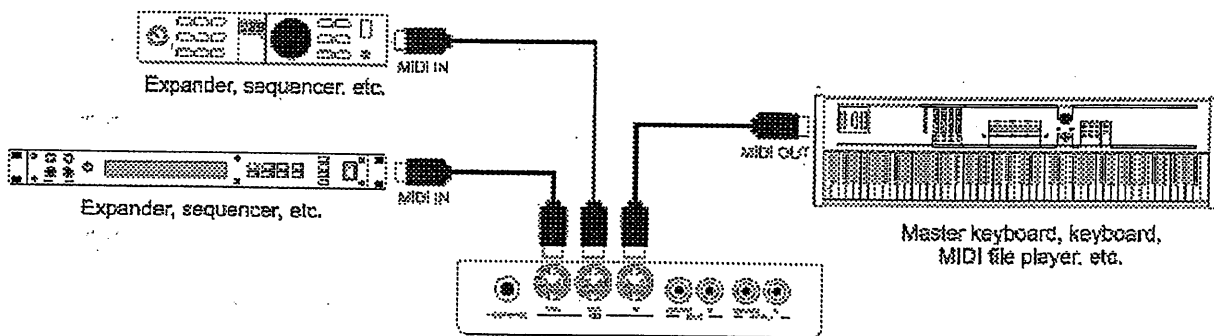 MIDI IN
Expander, sequencer. etc.
MIDI OUT
MIDI IN
Expander, sequencer, etc.
Master keyboard, keyboard,
MIDI file player. etc.